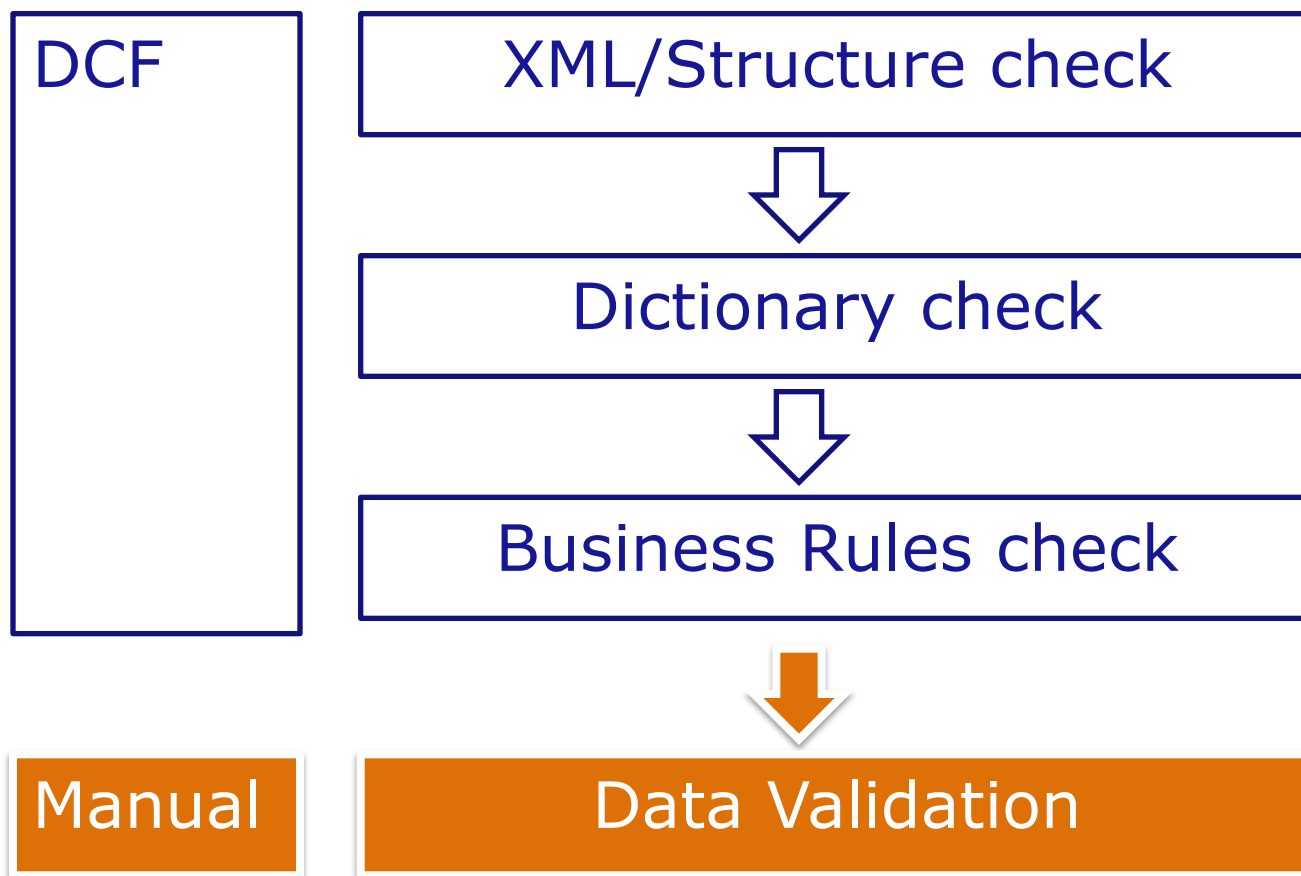 DCF
XML/Structure check
Dictionary check
Business Rules check
Manual
Data Validation